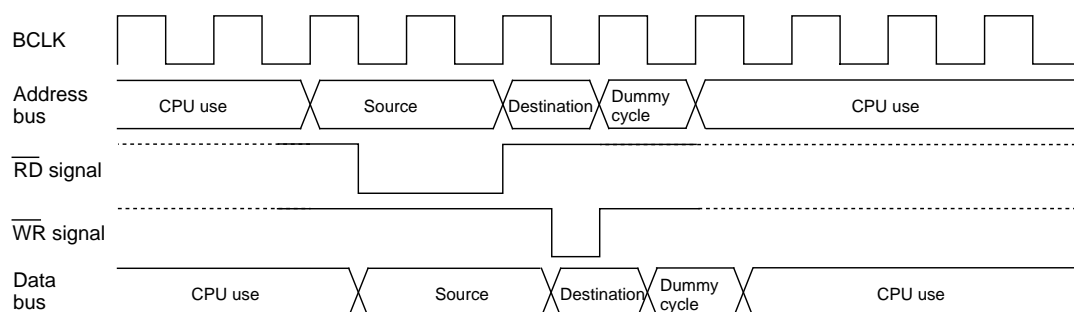 BCLK
Address
bus
CPU use
Source
Destination
Dummy
cycle
CPU use
RD signal
WR signal
Data
bus
CPU use
Source
Destination
Dummy
cycle
CPU use